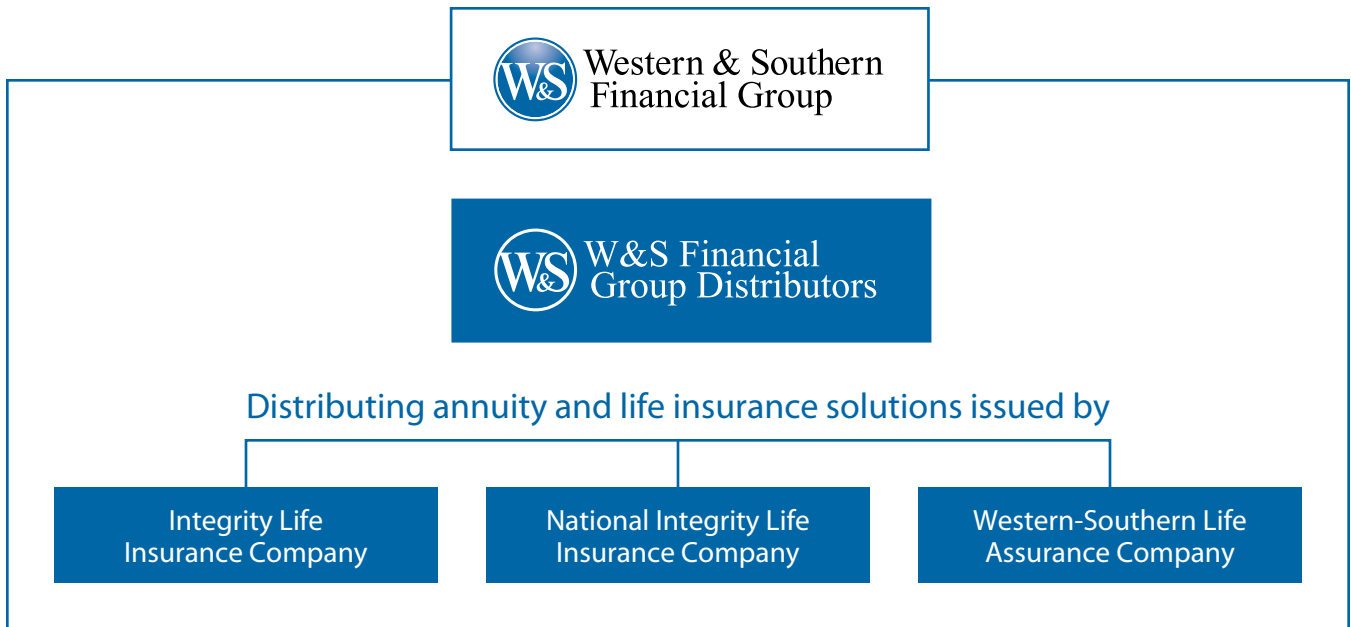 W&S
Western & Southern
Financial Group
W&S
W&S Financial
Group Distributors
Distributing annuity and life insurance solutions issued by
Integrity Life
Insurance Company
National Integrity Life
Insurance Company
Western-Southern Life
Assurance Company